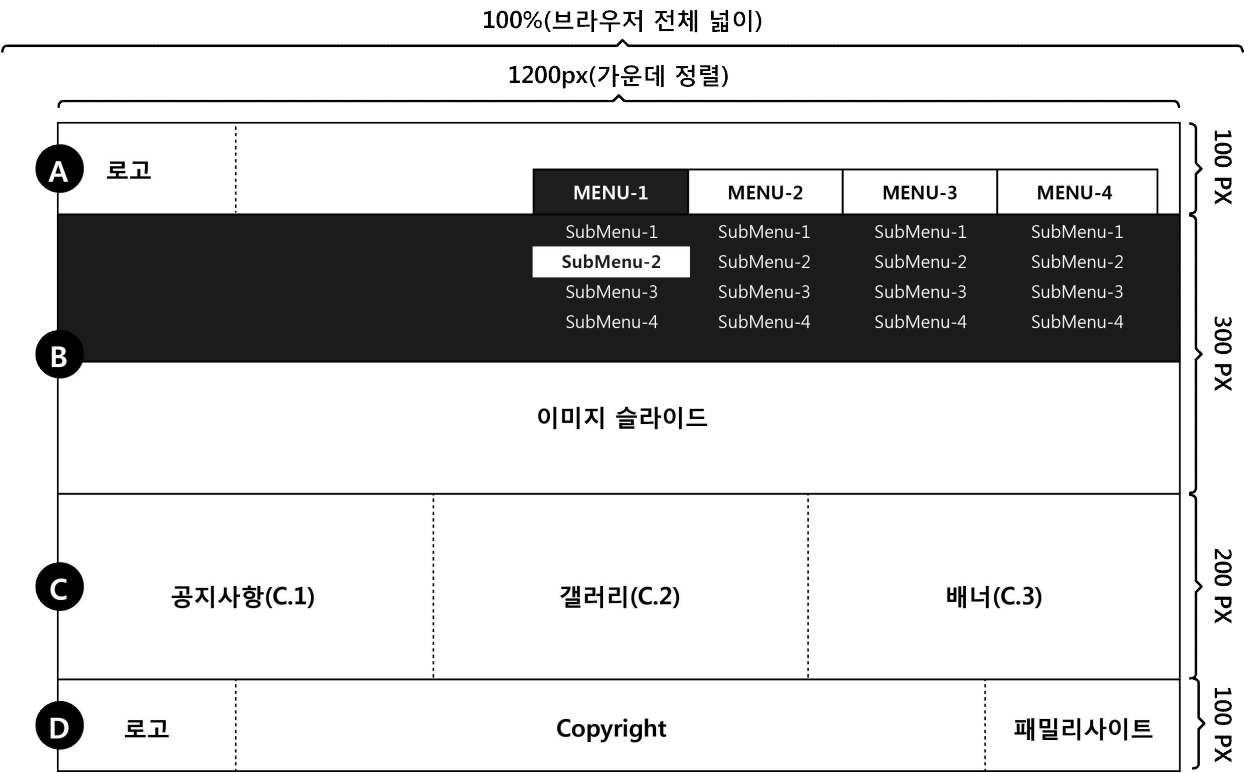 100%(브라우저 전체 넓이)
1200px(가운데 정렬)
A
로고
MENU-1 MENU-2 MENU-3 MENU-4
100 PX
SubMenu-1 SubMenu-1 SubMenu-1 SubMenu-1
SubMenu-2 SubMenu-2 SubMenu-2 SubMenu-2
SubMenu-3 SubMenu-3 SubMenu-3 SubMenu-3
SubMenu-4 SubMenu-4 SubMenu-4 SubMenu-4
B
이미지 슬라이드
300 PX
C
공지사항(C.1) 갤러리(C.2) 배너(C.3)
200 PX
D
로고 Copyright 패밀리사이트
100 PX